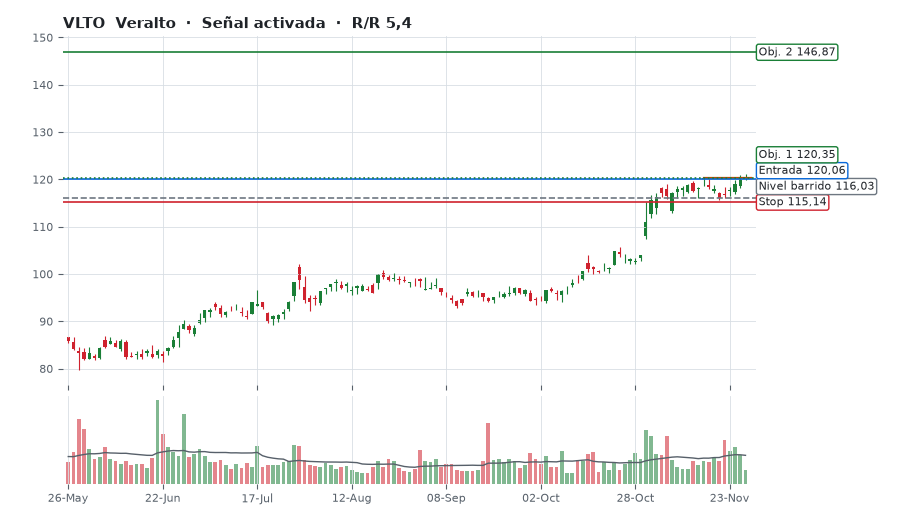 VLTO Veralto · Señal activada · R/R 5,4
150
140
130
120
110
100
90
80
Obj. 2 146,87
Obj. 1 120,35
Entrada 120,06
Nivel barrido 116,03
Stop 115,14
26-May
22-Jun
17-Jul
12-Aug
08-Sep
02-Oct
28-Oct
23-Nov